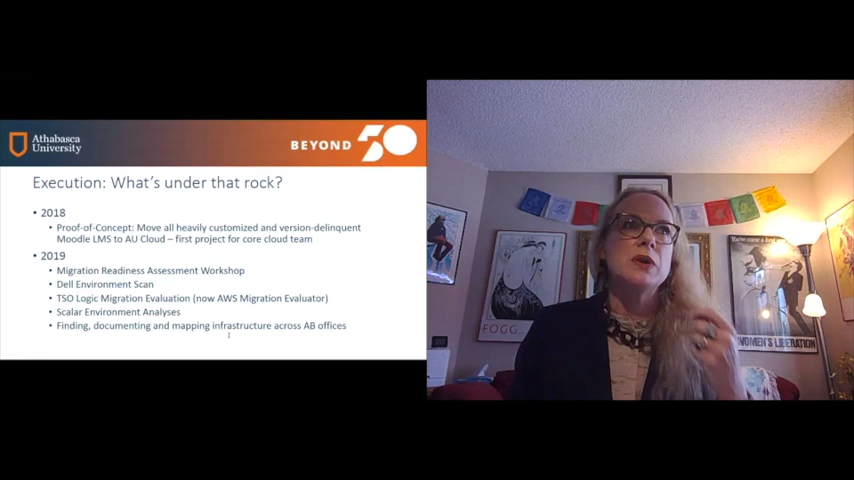 Athabasca
University
BEYOND 50
Execution: What's under that rock?
• 2018
• Proof-of-Concept: Move all heavily customized and version-delinquent
Moodle LMS to AU Cloud – first project for core cloud team
• 2019
• Migration Readiness Assessment Workshop
• Dell Environment Scan
• TSO Logic Migration Evaluation (now AWS Migration Evaluator)
• Scalar Environment Analyses
• Finding, documenting and mapping infrastructure across AB offices
FOGG
WOMEN'S LIBERATION